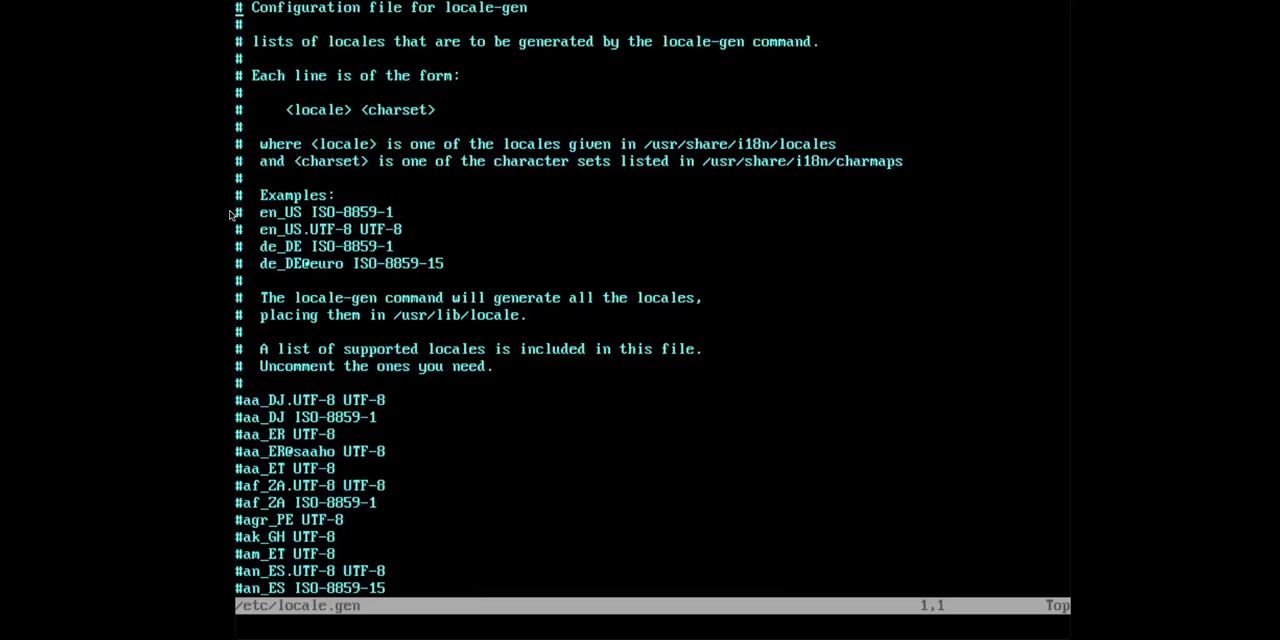 # Configuration file for locale-gen
#
# lists of locales that are to be generated by the locale-gen command.
#
# Each line is of the form:
#
#     <locale> <charset>
#
#  where <locale> is one of the locales given in /usr/share/i18n/locales
#  and <charset> is one of the character sets listed in /usr/share/i18n/charmaps
#
#  Examples:
#  en_US ISO-8859-1
#  en_US.UTF-8 UTF-8
#  de_DE ISO-8859-1
#  de_DE@euro ISO-8859-15
#
#  The locale-gen command will generate all the locales,
#  placing them in /usr/lib/locale.
#
#  A list of supported locales is included in this file.
#  Uncomment the ones you need.
#
#aa_DJ.UTF-8 UTF-8
#aa_DJ ISO-8859-1
#aa_ER UTF-8
#aa_ER@saaho UTF-8
#aa_ET UTF-8
#af_ZA.UTF-8 UTF-8
#af_ZA ISO-8859-1
#agr_PE UTF-8
#ak_GH UTF-8
#am_ET UTF-8
#an_ES.UTF-8 UTF-8
#an_ES ISO-8859-15
/etc/locale.gen 1,1 Top